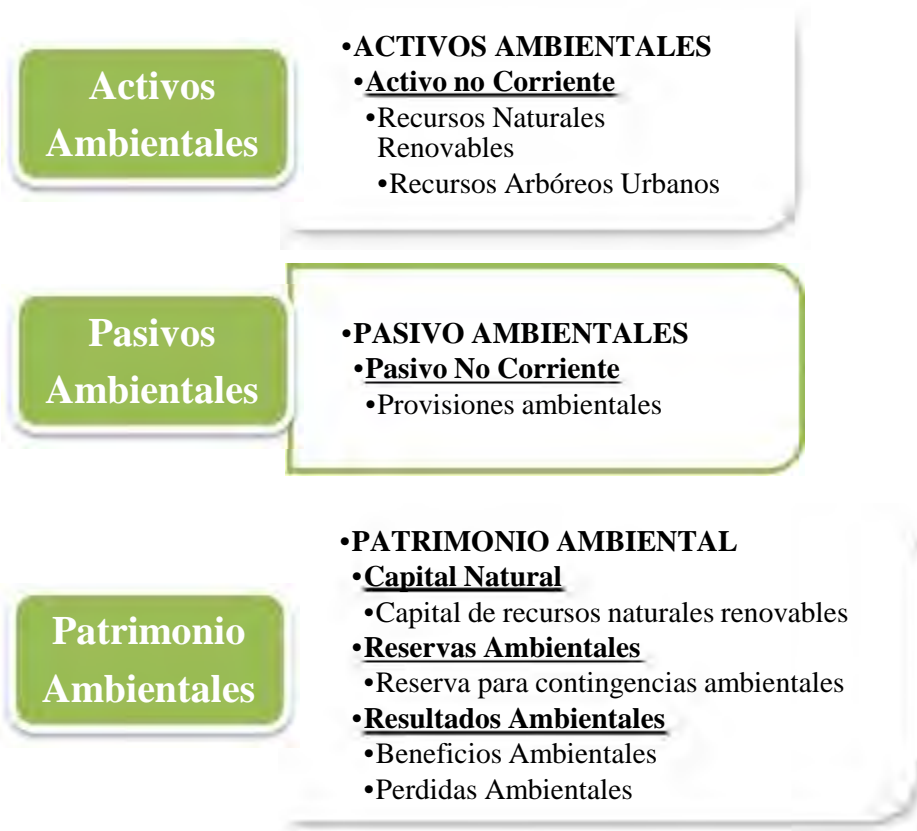 Activos
Ambientales
•ACTIVOS AMBIENTALES
•Activo no Corriente
•Recursos Naturales
Renovables
•Recursos Arbóreos Urbanos
Pasivos
Ambientales
•PASIVO AMBIENTALES
•Pasivo No Corriente
•Provisiones ambientales
Patrimonio
Ambientales
•PATRIMONIO AMBIENTAL
•Capital Natural
•Capital de recursos naturales renovables
•Reservas Ambientales
•Reserva para contingencias ambientales
•Resultados Ambientales
•Beneficios Ambientales
•Perdidas Ambientales